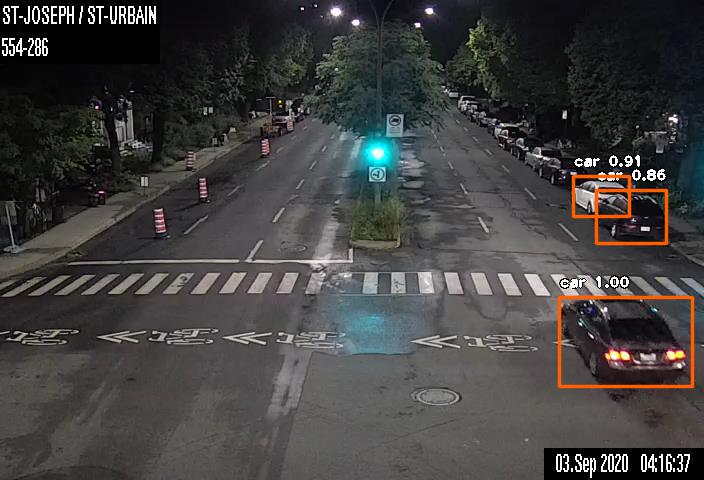 ST-JOSEPH / ST-URBAIN
554-286
car 0.91
car 0.86
car 1.00
03.Sep 2020 04:16:37